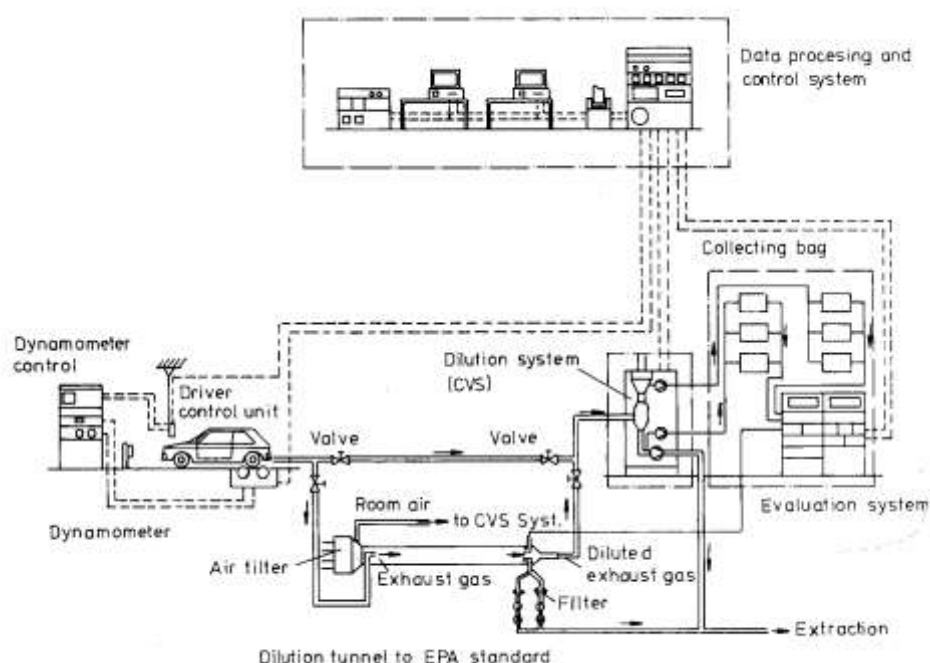 Data procesing and
control system
Collecting bag
Dynamometer
control
Dilution system
(CVS)
Driver
control unit
Valve
Valve
Room air
to CVS Syst.
Evaluation system
Dynamometer
Air filter
Exhaust gas
Diluted
exhaust gas
Filter
Extraction
Dilution tunnel to EPA standard